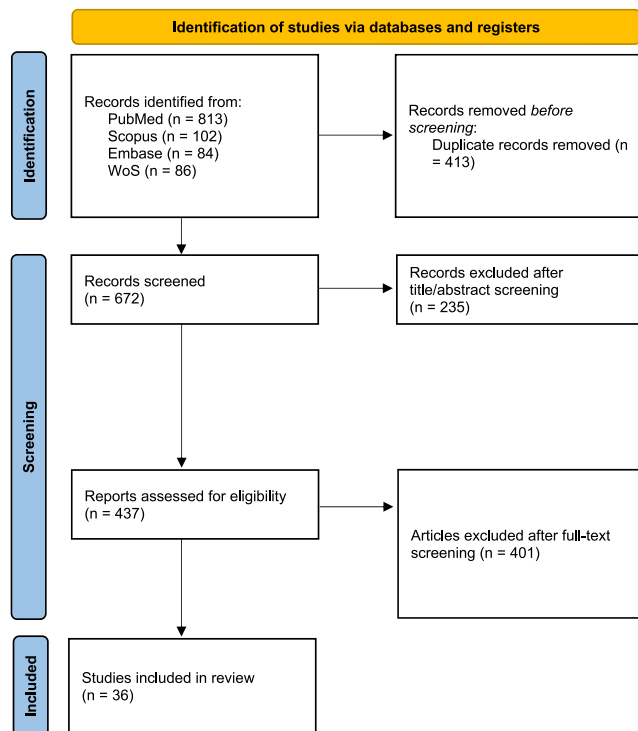 Identification of studies via databases and registers
Identification
Records identified from:
PubMed (n = 813)
Scopus (n = 102)
Embase (n = 84)
WoS (n = 86)
Records removed before
screening:
Duplicate records removed (n
= 413)
Screening
Records screened
(n = 672)
Records excluded after
title/abstract screening
(n = 235)
Reports assessed for eligibility
(n = 437)
Articles excluded after full-text
screening (n = 401)
Included
Studies included in review
(n = 36)